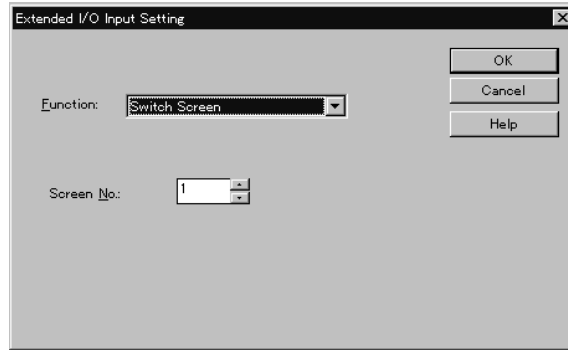 Extended I/O Input Setting
OK
Cancel
Help
Function: Switch Screen
Screen No.: 1